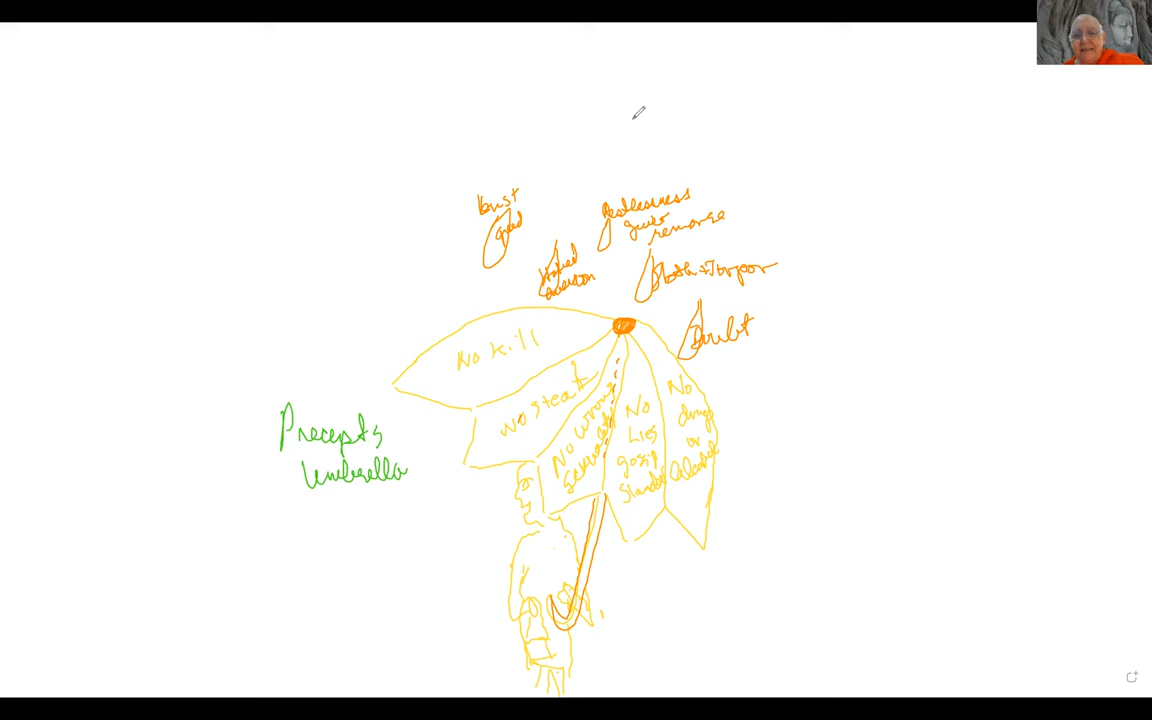 Lust
greed
Restlessness
guilt
remorse
Hatred
aversion
Sloth + Torpor
Doubt
No kill
No steal
No wrong
sexuality
No
Lies
gosip
Slander
No
drugs
or
Alcohol
Precepts
Umbrella